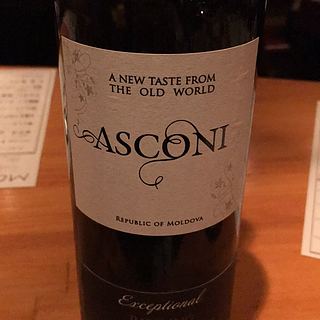 A NEW TASTE FROM
THE OLD WORLD
ASCONI
REPUBLIC OF MOLDOVA
Exceptional